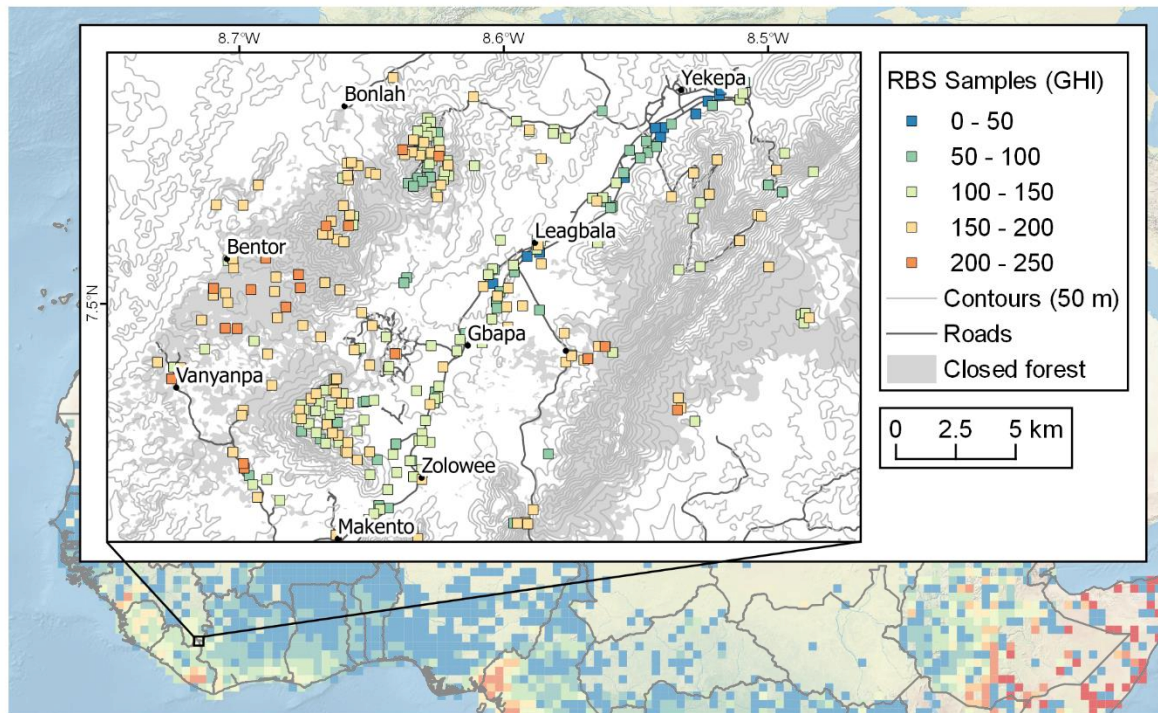 8.7°W
8.6°W
8.5°W
7.5°N
Bonlah
Yekepa
Bentor
Leagbala
Gbapa
Vanyanpa
Zolowee
Makento
RBS Samples (GHI)
0 - 50
50 - 100
100 - 150
150 - 200
200 - 250
Contours (50 m)
Roads
Closed forest
0 2.5 5 km